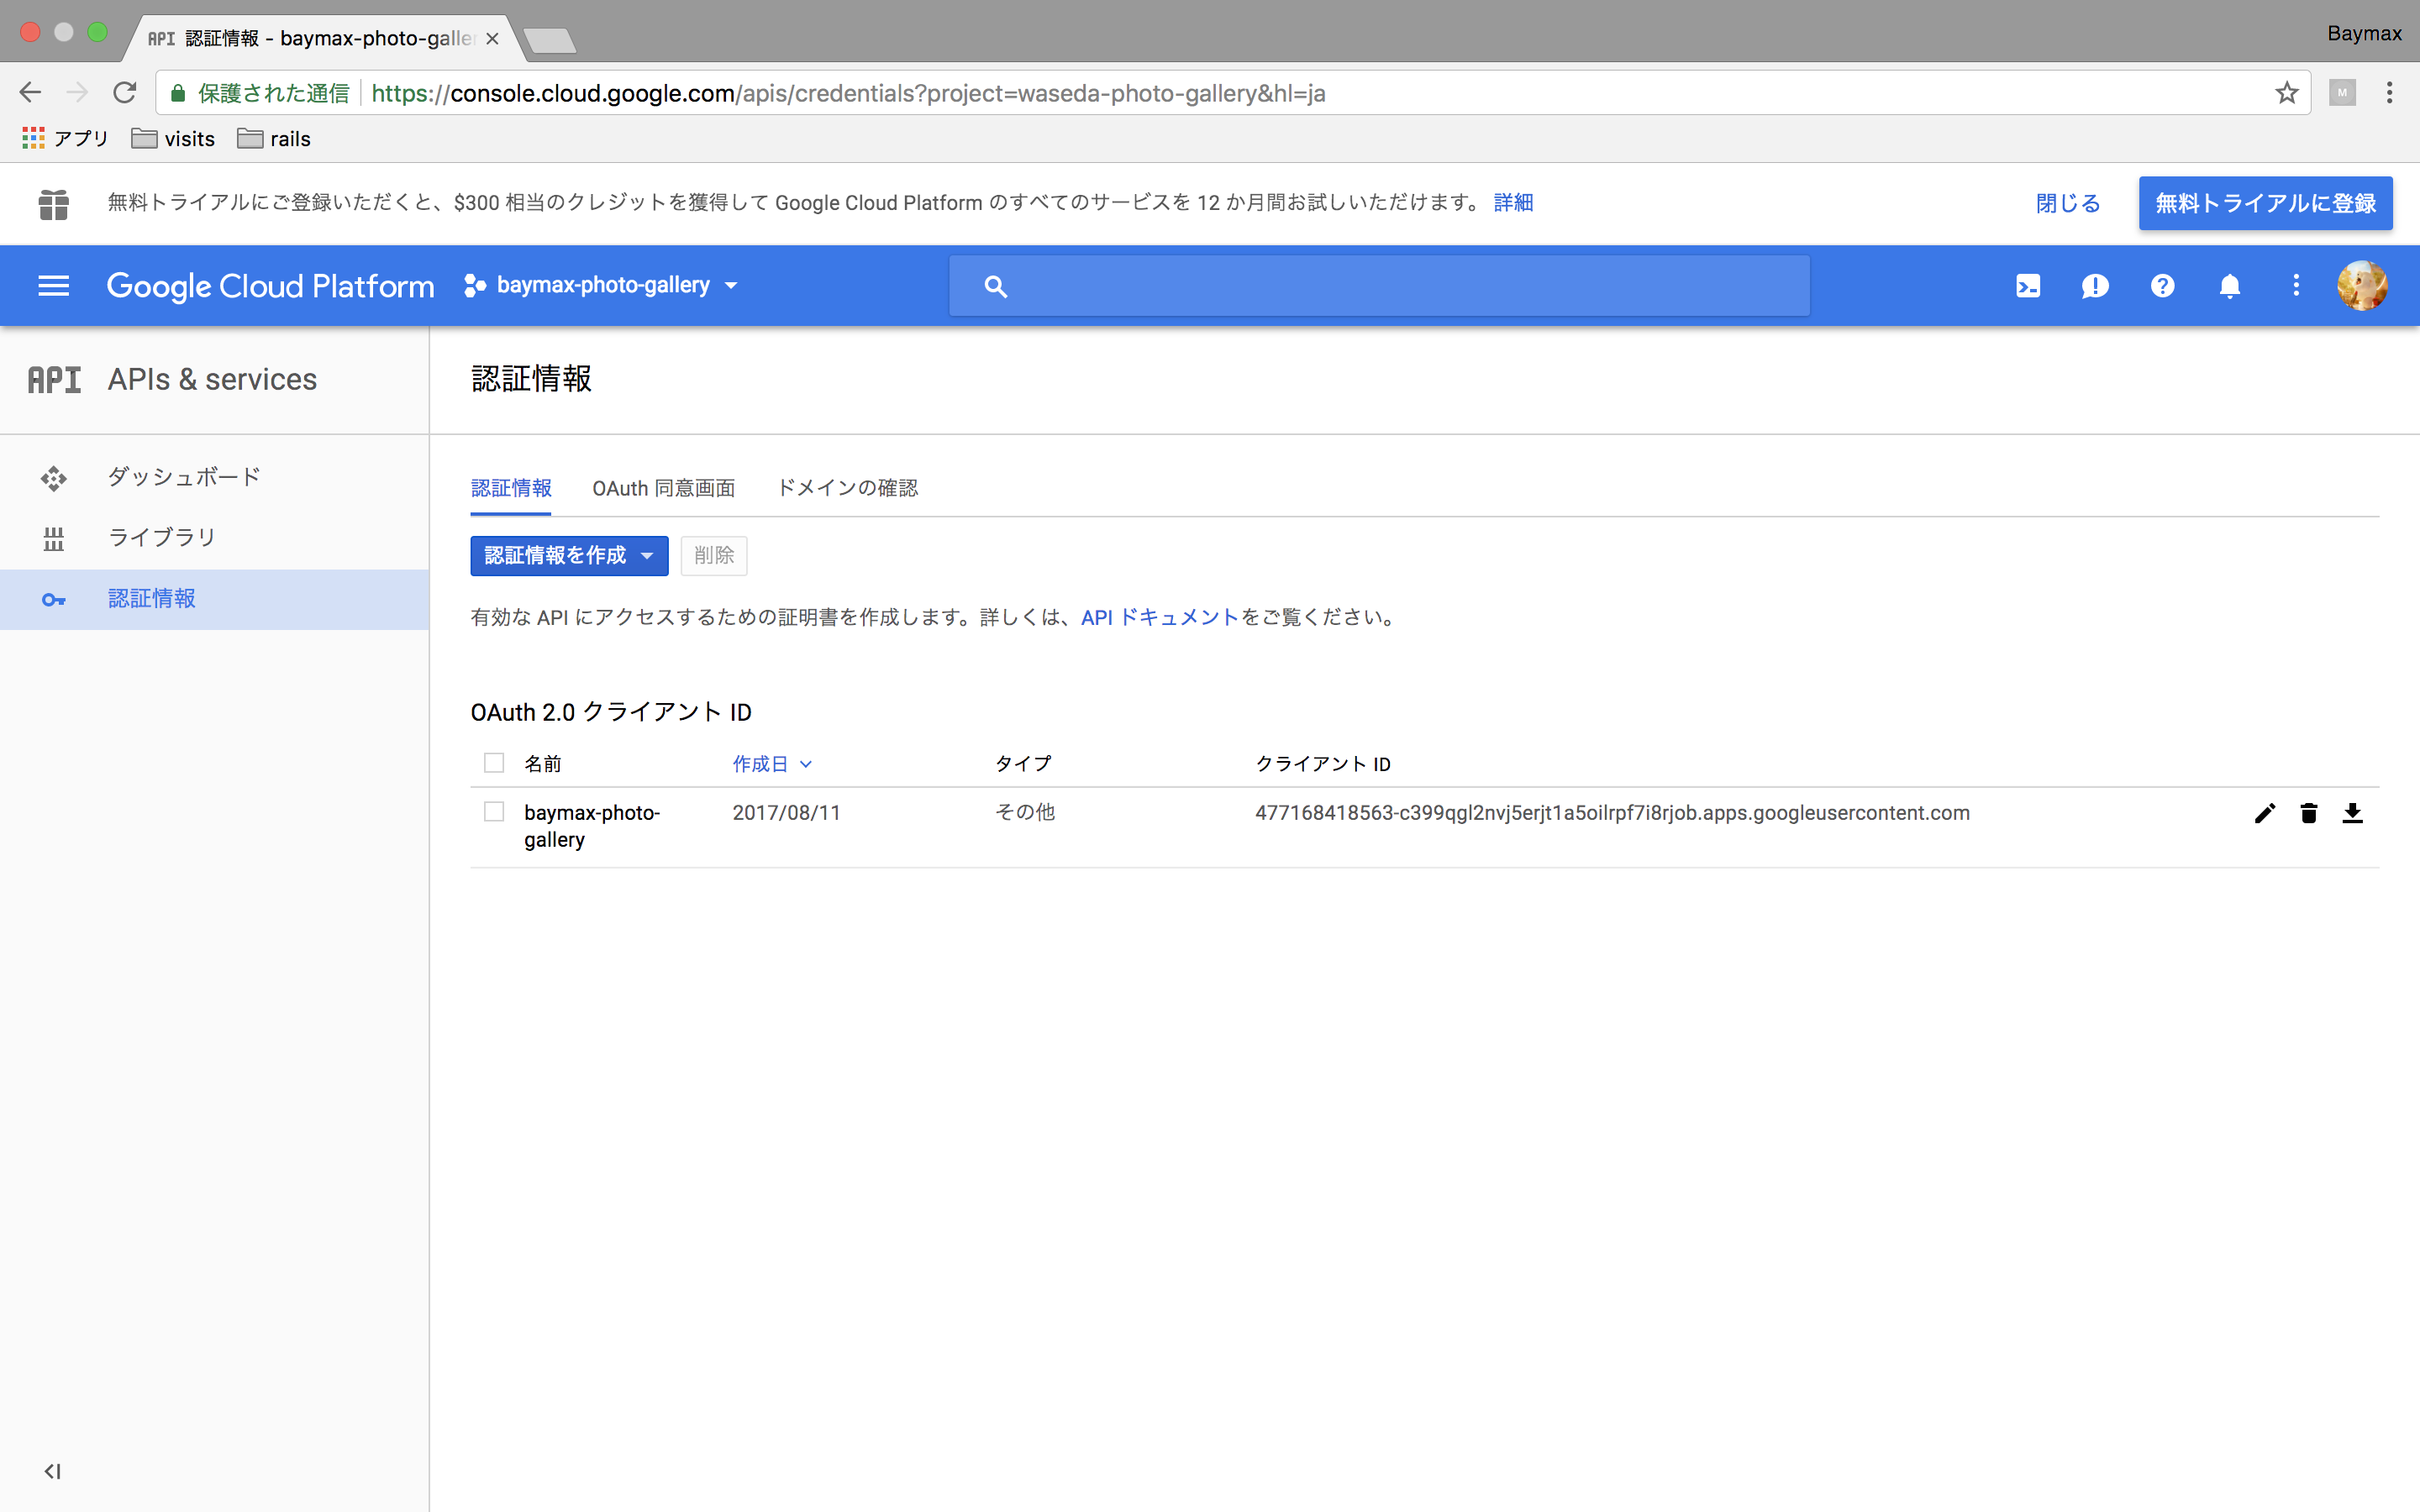 API 認証情報 - baymax-photo-galle
Baymax
保護された通信 https://console.cloud.google.com/apis/credentials?project=waseda-photo-gallery&hl=ja
M
アプリ visits rails
無料トライアルにご登録いただくと、$300 相当のクレジットを獲得して Google Cloud Platform のすべてのサービスを 12 か月間お試しいただけます。 詳細 閉じる 無料トライアルに登録
Google Cloud Platform baymax-photo-gallery
API APIs & services
認証情報
ダッシュボード
ライブラリ
認証情報
認証情報 OAuth 同意画面 ドメインの確認
認証情報を作成 削除
有効な API にアクセスするための証明書を作成します。詳しくは、API ドキュメントをご覧ください。
OAuth 2.0 クライアント ID
名前 作成日 タイプ クライアント ID
baymax-photo- 2017/08/11 その他 477168418563-c399qgl2nvj5erjt1a5oilrpf7i8rjob.apps.googleusercontent.com
gallery